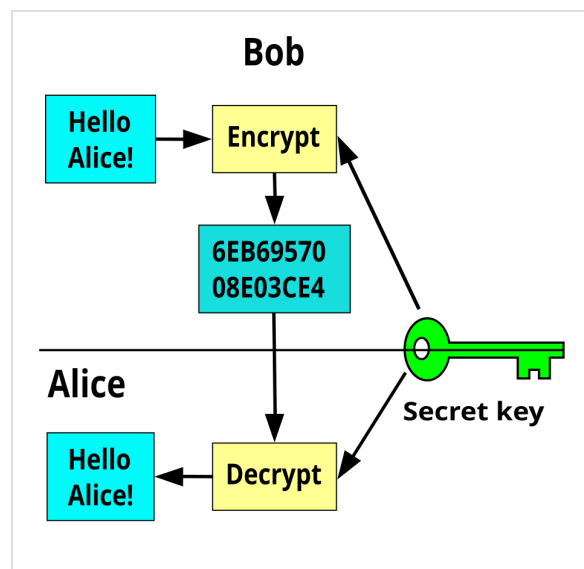 Bob
Hello
Alice!
Encrypt
6EB69570
08E03CE4
Alice
Secret key
Hello
Alice!
Decrypt